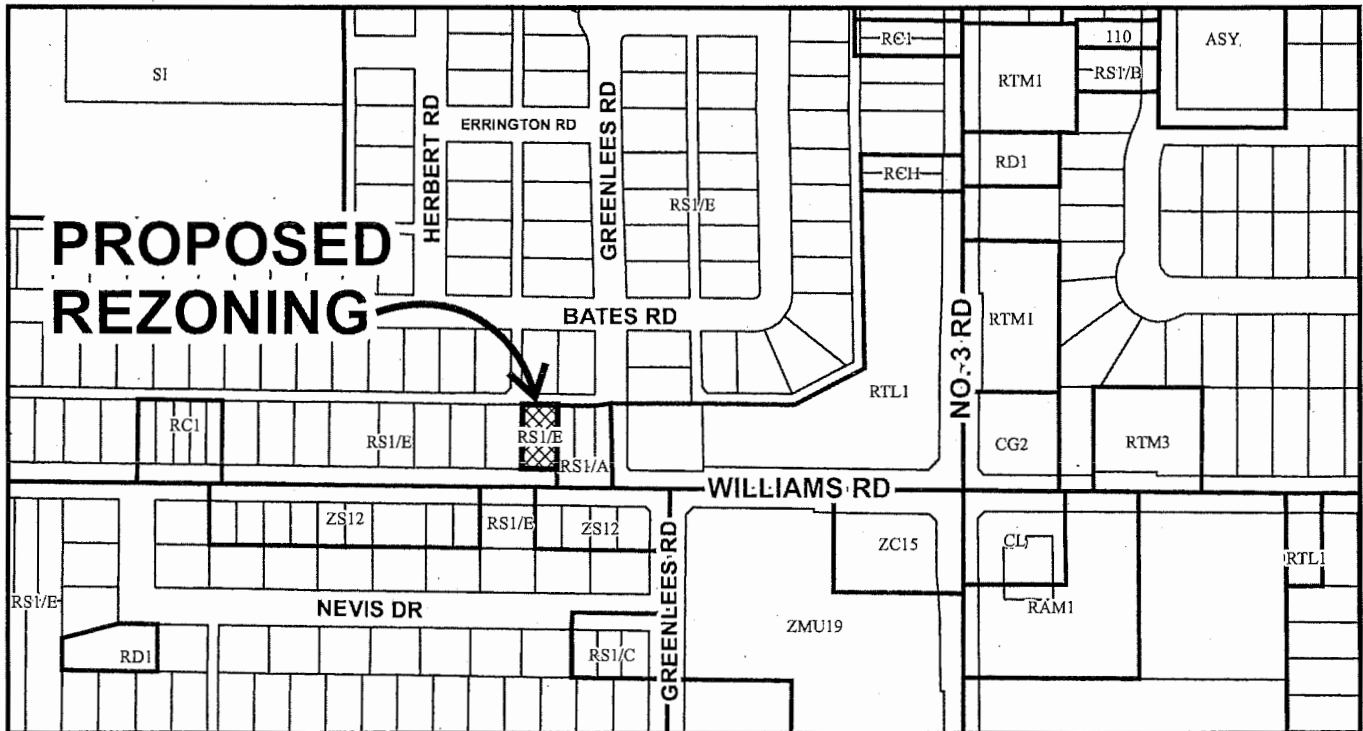 SI
RC1
110
ASY
RTM1
RS1/B
HERBERT RD
ERRINGTON RD
GREENLEES RD
RD1
RCH
RS1/E
PROPOSED
REZONING
BATES RD
NO. 3 RD
RTM1
RTL1
RC1
RS1/E
RS1/E
RS1/A
CG2
RTM3
WILLIAMS RD
ZS12
RS1/E
ZS12
ZC15
CL
RTL1
RS1/E
NEVIS DR
GREENLEES RD
RAM1
ZMU19
RD1
RS1/C